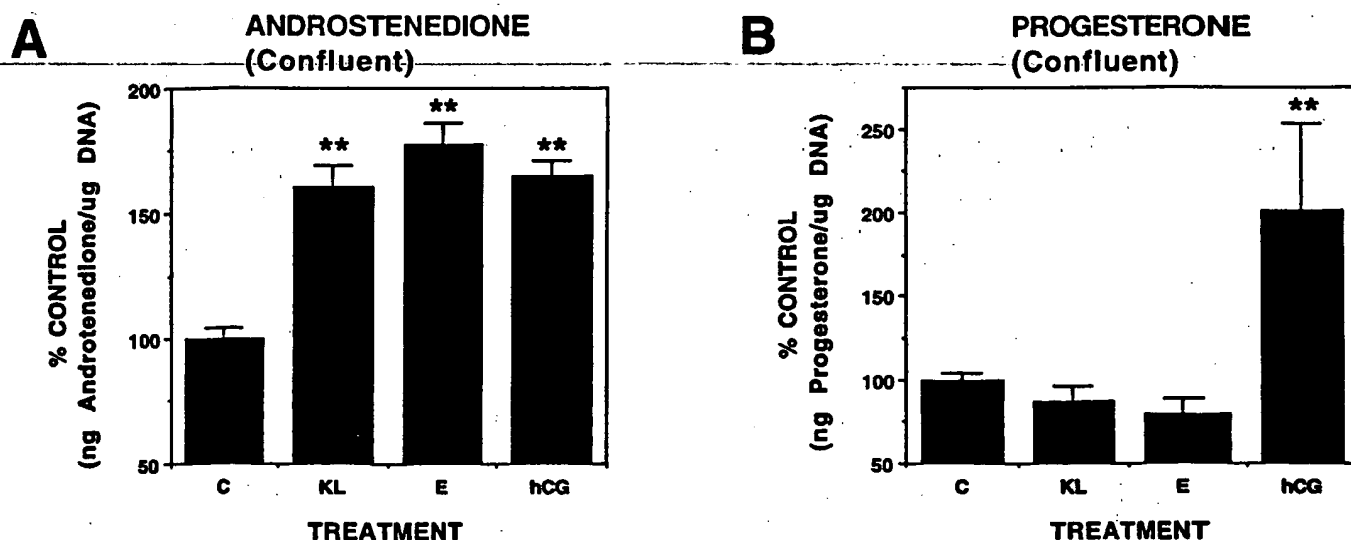 A
ANDROSTENEDIONE
(Confluent)
% CONTROL
(ng Androtenedione/ug DNA)
200
150
100
50
**
**
**
C KL E hCG
TREATMENT
B
PROGESTERONE
(Confluent)
% CONTROL
(ng Progesterone/ug DNA)
250
200
150
100
50
**
C KL E hCG
TREATMENT